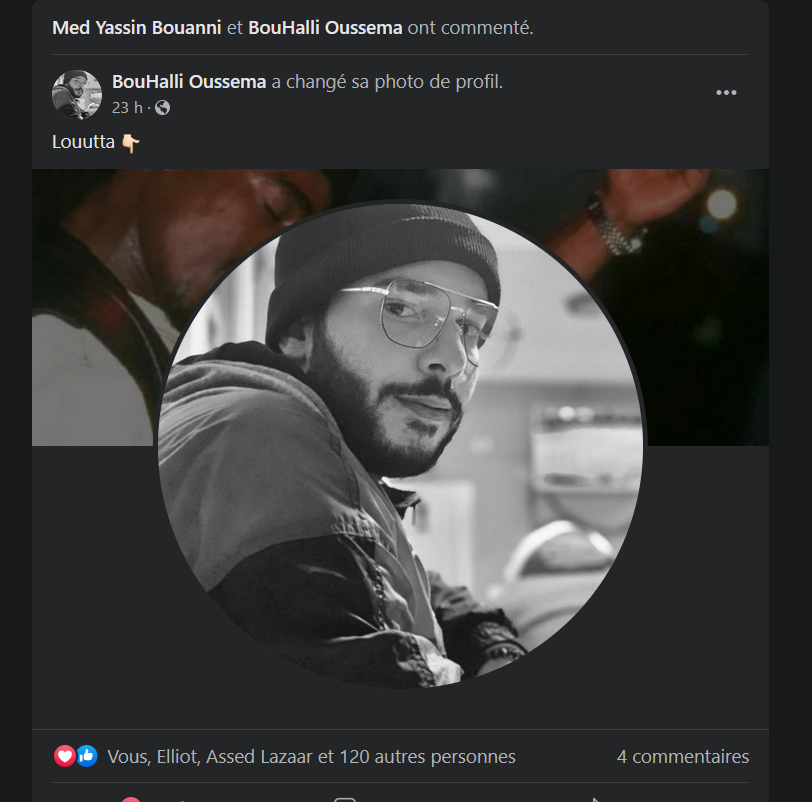 Med Yassin Bouanni et BouHalli Oussema ont commenté.
BouHalli Oussema a changé sa photo de profil.
23 h ·
Louutta 👇🏻
Vous, Elliot, Assed Lazaar et 120 autres personnes
4 commentaires